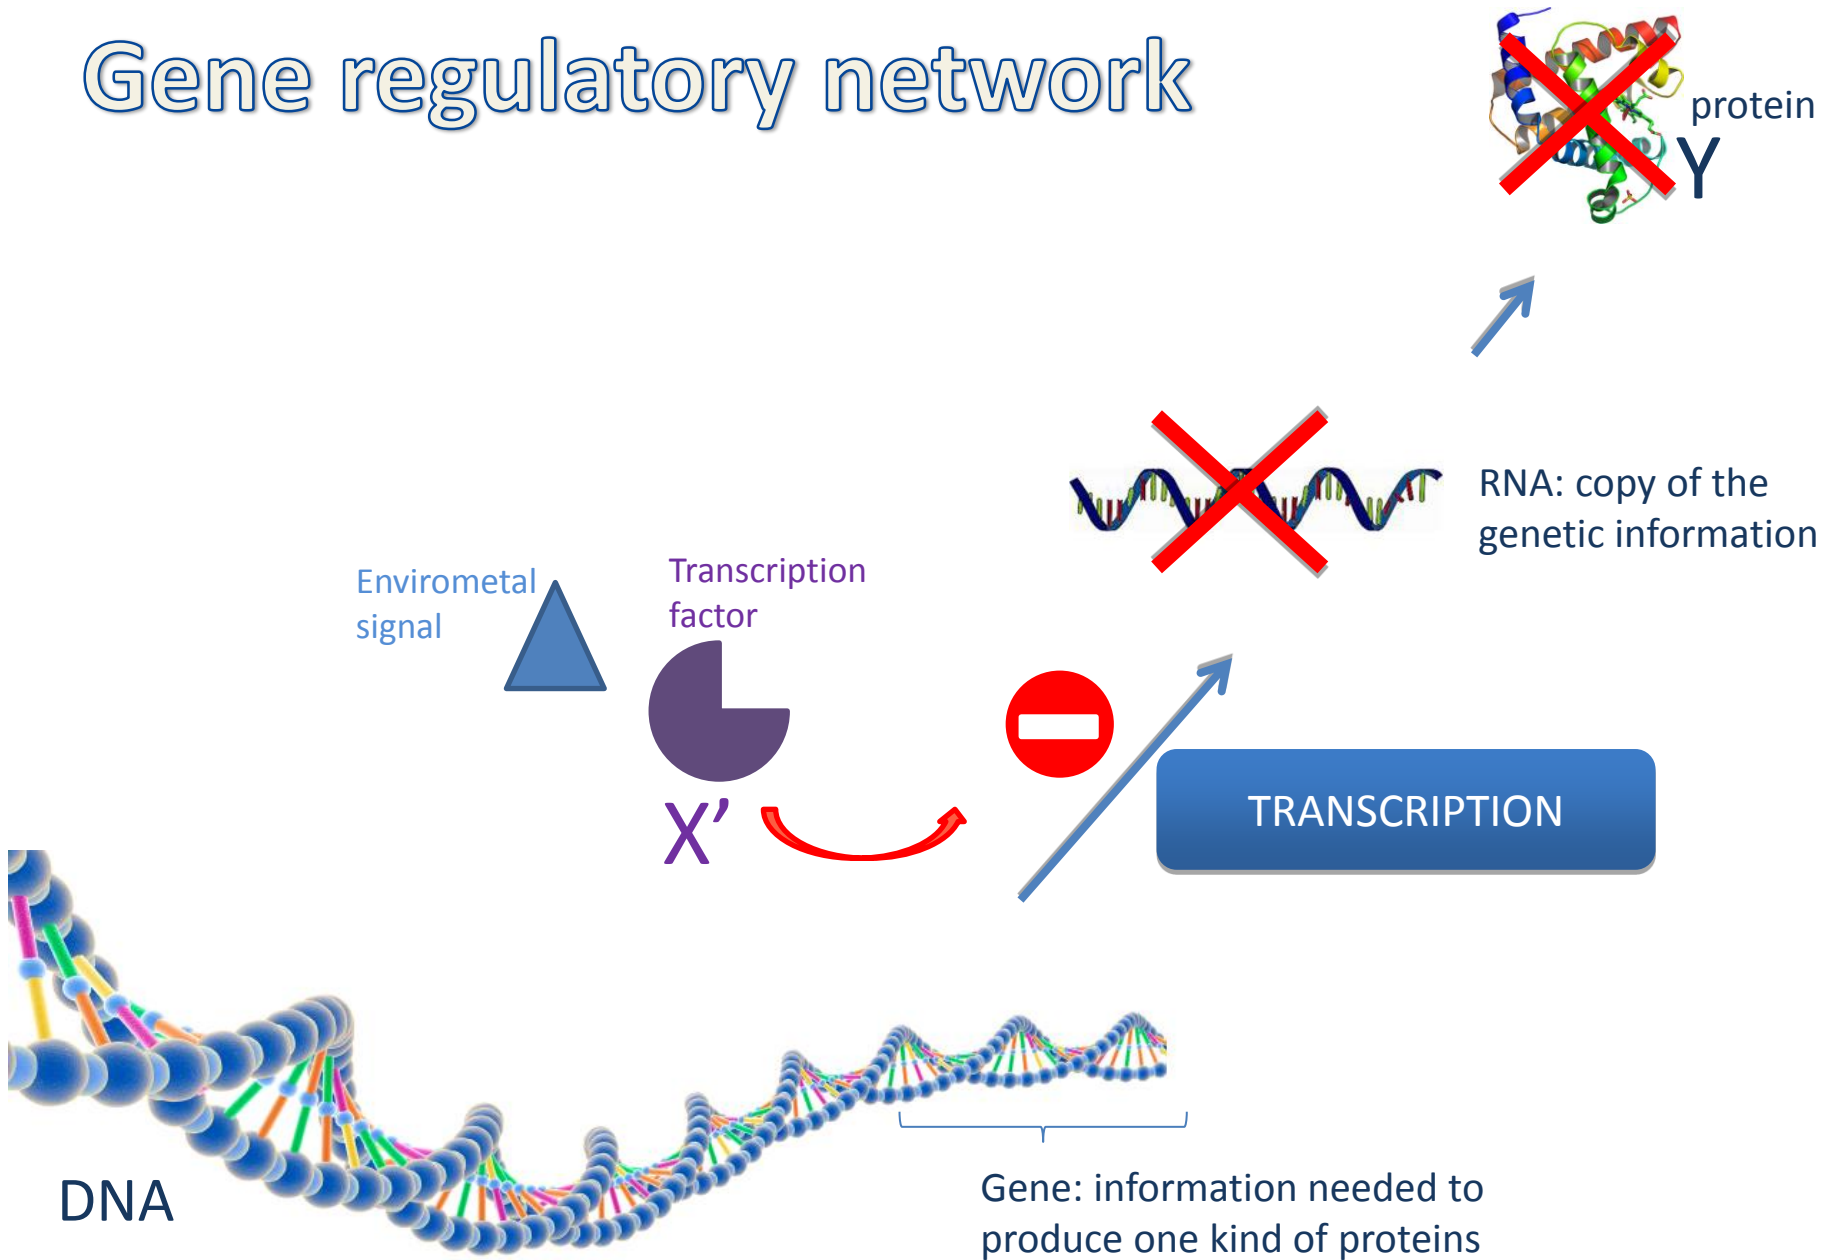 Gene regulatory network
protein
Y
RNA: copy of the
genetic information
Envirometal
signal
Transcription
factor
X’
TRANSCRIPTION
DNA
Gene: information needed to
produce one kind of proteins